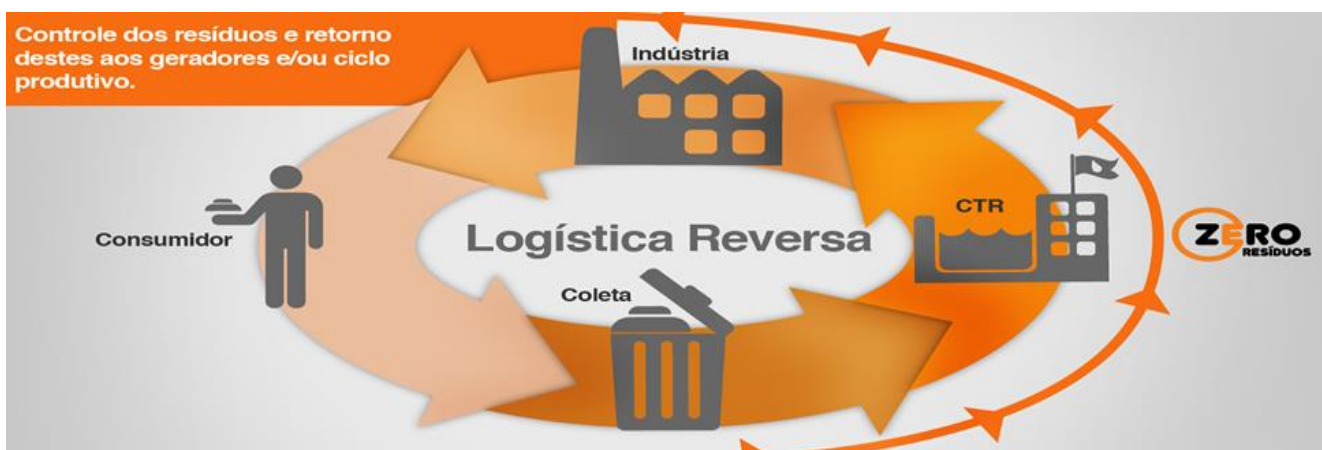 Controle dos resíduos e retorno
destes aos geradores e/ou ciclo
produtivo.
Indústria
CTR
Consumidor
Logística Reversa
ZERO
RESÍDUOS
Coleta